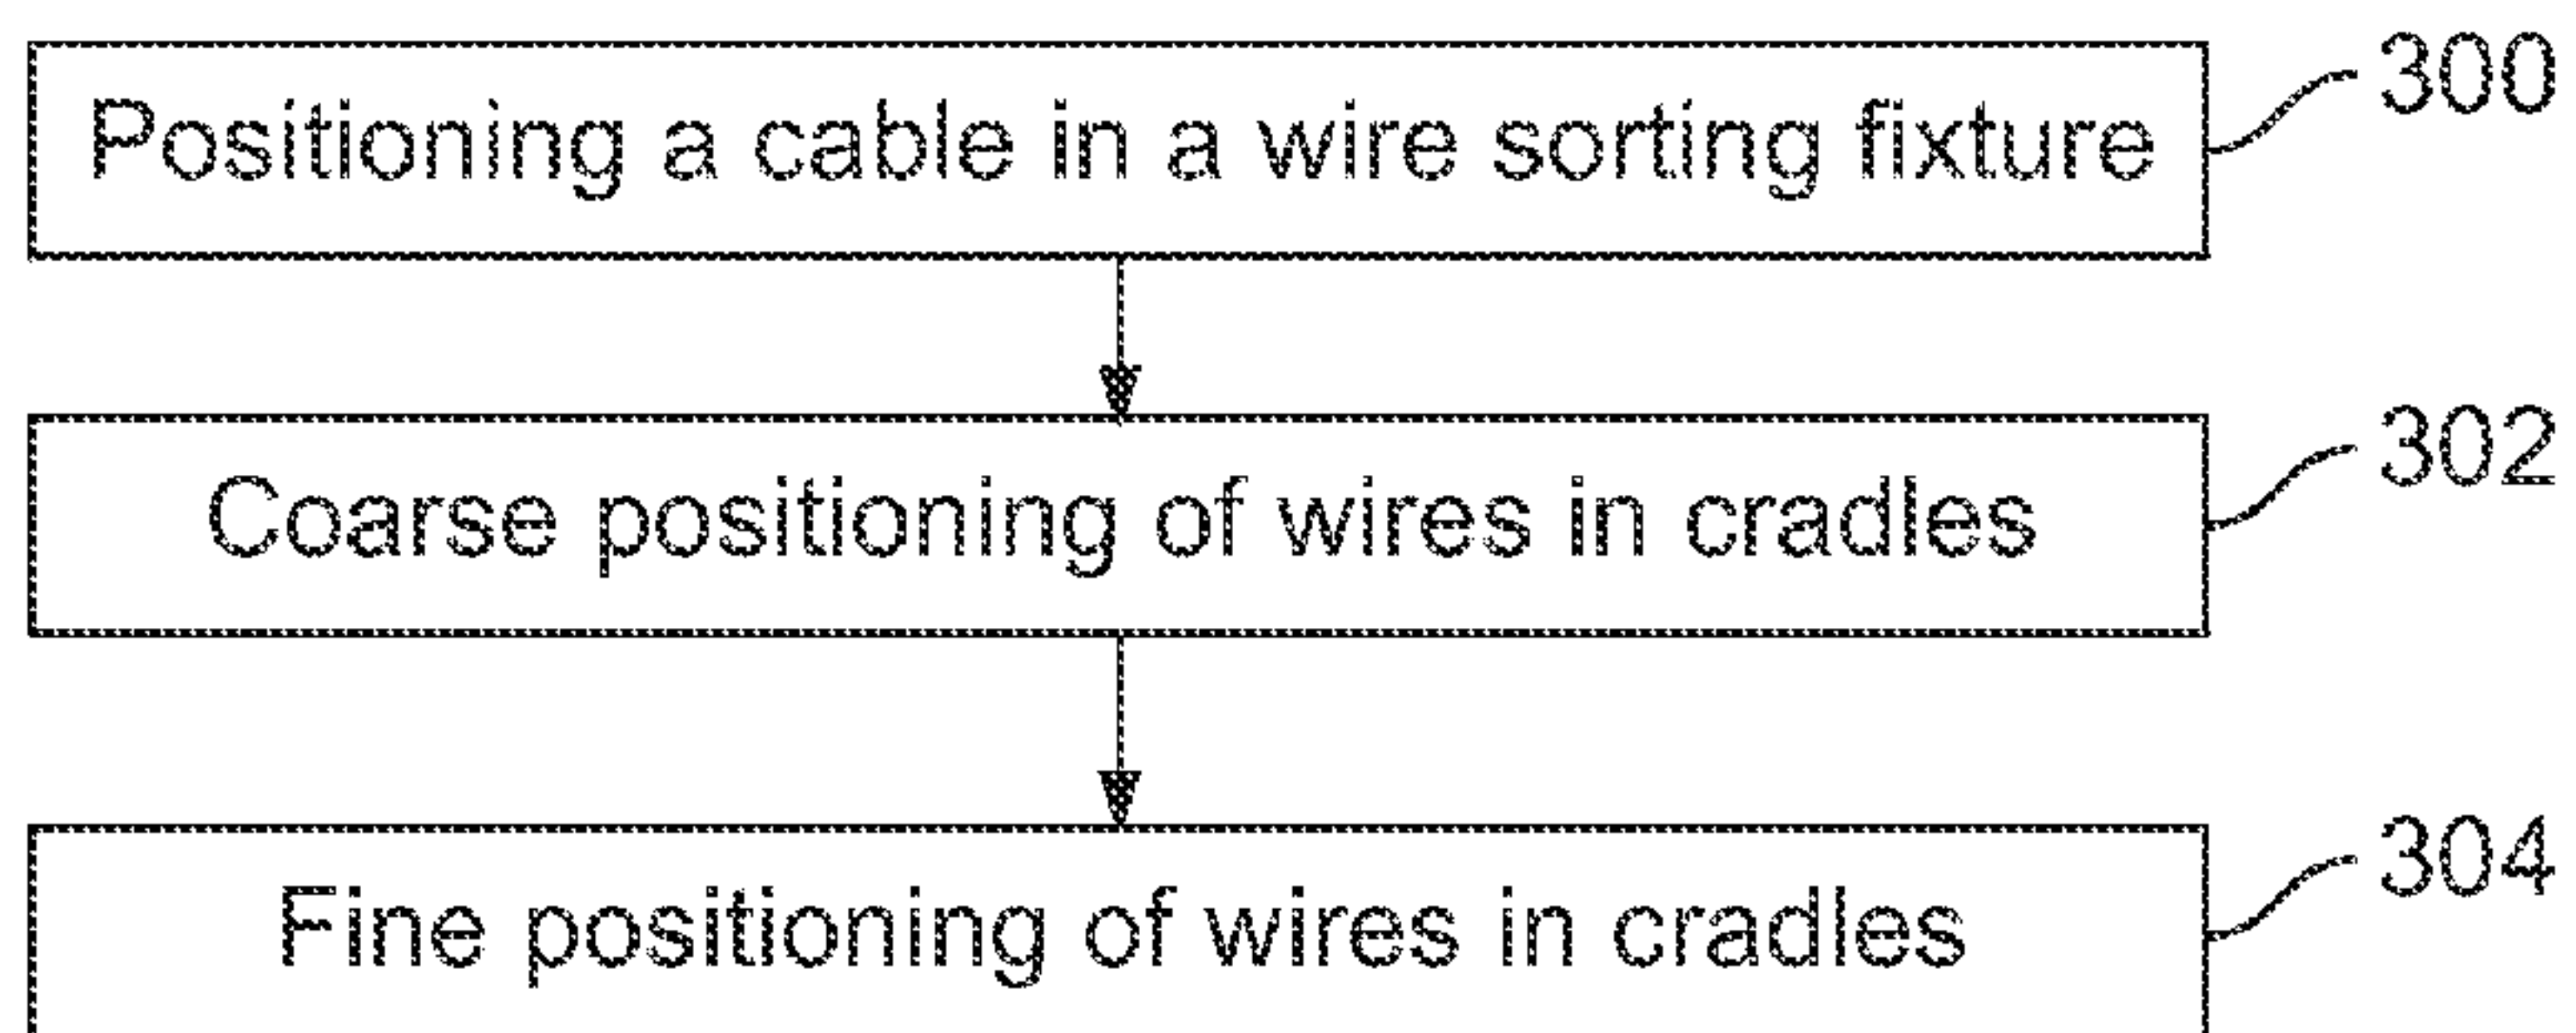 Positioning a cable in a wire sorting fixture 300
Coarse positioning of wires in cradles 302
Fine positioning of wires in cradles 304